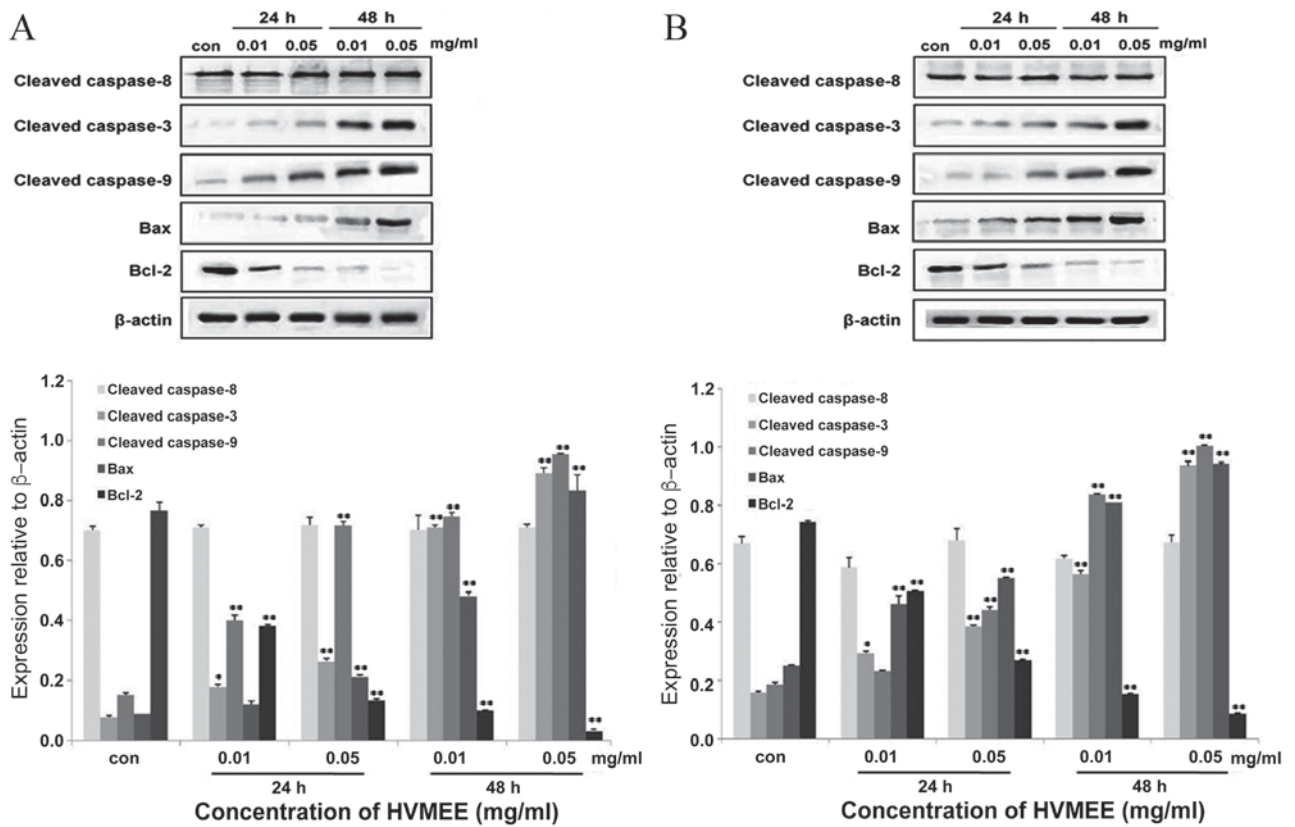 A
24 h 48 h
con 0.01 0.05 0.01 0.05 mg/ml
Cleaved caspase-8
Cleaved caspase-3
Cleaved caspase-9
Bax
Bcl-2
β-actin
1.2
1.0
0.8
0.6
0.4
0.2
0.0
Expression relative to β-actin
Cleaved caspase-8
Cleaved caspase-3
Cleaved caspase-9
Bax
Bcl-2
* ** ** ** ** ** ** ** ** ** ** ** ** ** **
con 0.01 0.05 0.01 0.05 mg/ml
24 h 48 h
Concentration of HVMEE (mg/ml)
B
24 h 48 h
con 0.01 0.05 0.01 0.05 mg/ml
Cleaved caspase-8
Cleaved caspase-3
Cleaved caspase-9
Bax
Bcl-2
β-actin
1.2
1.0
0.8
0.6
0.4
0.2
0.0
Expression relative to β-actin
Cleaved caspase-8
Cleaved caspase-3
Cleaved caspase-9
Bax
Bcl-2
* ** ** ** ** ** ** ** ** ** ** ** ** ** **
con 0.01 0.05 0.01 0.05 mg/ml
24 h 48 h
Concentration of HVMEE (mg/ml)